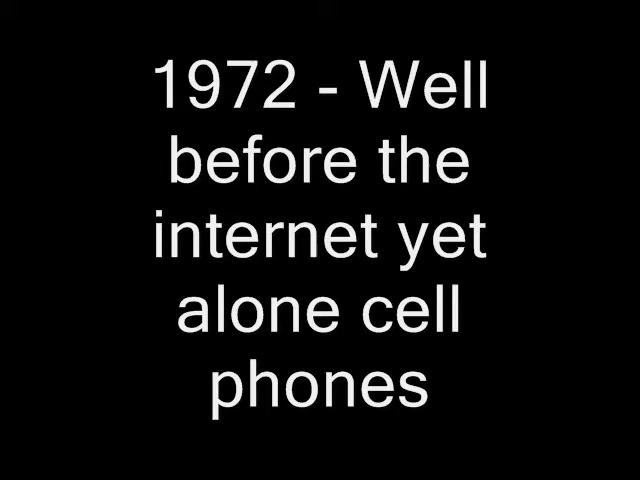 1972 - Well
before the
internet yet
alone cell
phones